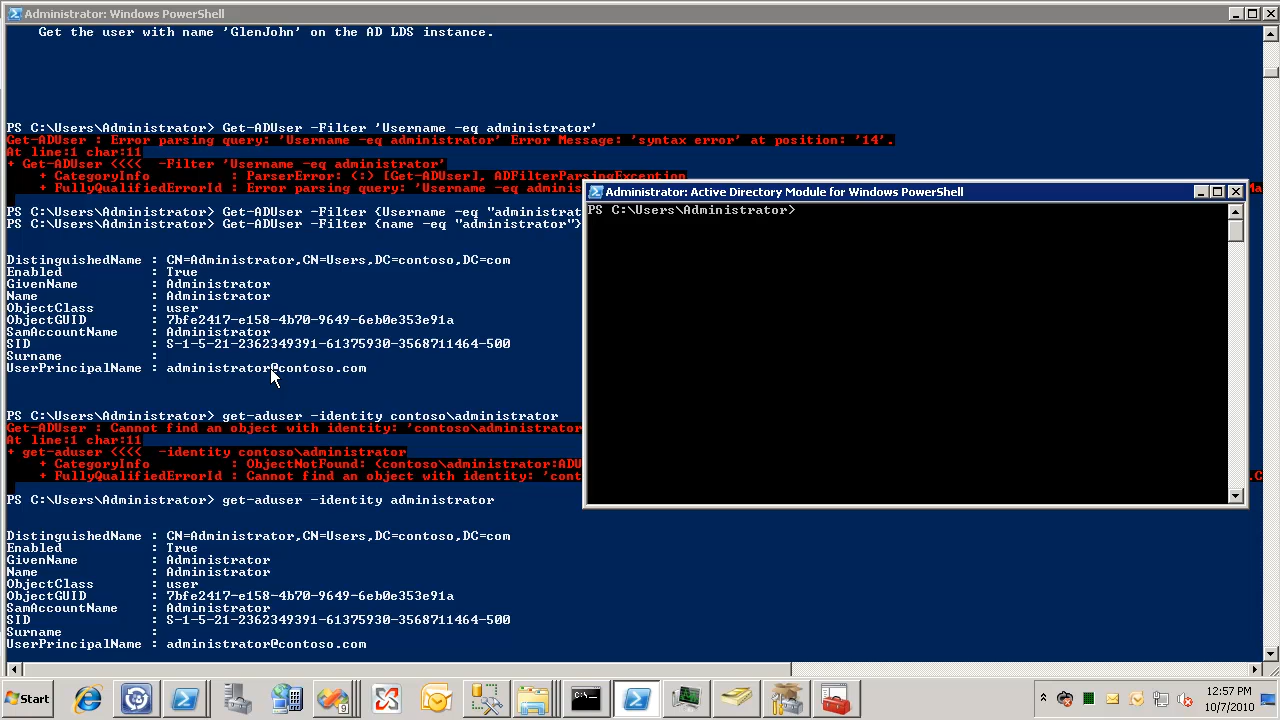 Administrator: Windows PowerShell
Get the user with name 'GlenJohn' on the AD LDS instance.
PS C:\Users\Administrator> Get-ADUser -Filter 'Username -eq administrator'
Get-ADUser : Error parsing query: 'Username -eq administrator' Error Message: 'syntax error' at position: '14'.
At line:1 char:11
+ Get-ADUser <<<<  -Filter 'Username -eq administrator'
+ CategoryInfo          : ParserError: (:) [Get-ADUser], ADFilterParsingException
+ FullyQualifiedErrorId : Error parsing query: 'Username -eq adminis
PS C:\Users\Administrator> Get-ADUser -Filter {Username -eq "administrat
PS C:\Users\Administrator> Get-ADUser -Filter {name -eq "administrator"}
DistinguishedName : CN=Administrator,CN=Users,DC=contoso,DC=com
Enabled           : True
GivenName         : Administrator
Name              : Administrator
ObjectClass       : user
ObjectGUID        : 7bfe2417-e158-4b70-9649-6eb0e353e91a
SamAccountName    : Administrator
SID               : S-1-5-21-2362349391-61375930-3568711464-500
Surname           :
UserPrincipalName : administrator@contoso.com
PS C:\Users\Administrator> get-aduser -identity contoso\administrator
Get-ADUser : Cannot find an object with identity: 'contoso\administrator
At line:1 char:11
+ get-aduser <<<<  -identity contoso\administrator
+ CategoryInfo          : ObjectNotFound: (contoso\administrator:ADU
+ FullyQualifiedErrorId : Cannot find an object with identity: 'cont
PS C:\Users\Administrator> get-aduser -identity administrator
DistinguishedName : CN=Administrator,CN=Users,DC=contoso,DC=com
Enabled           : True
GivenName         : Administrator
Name              : Administrator
ObjectClass       : user
ObjectGUID        : 7bfe2417-e158-4b70-9649-6eb0e353e91a
SamAccountName    : Administrator
SID               : S-1-5-21-2362349391-61375930-3568711464-500
Surname           :
UserPrincipalName : administrator@contoso.com
Administrator: Active Directory Module for Windows PowerShell
PS C:\Users\Administrator>
Start
12:57 PM
10/7/2010